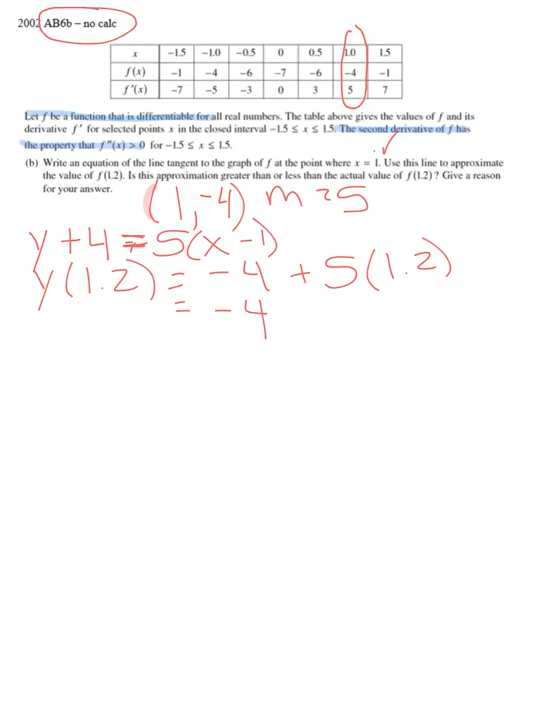 2002 AB6b – no calc
x −1.5 −1.0 −0.5 0 0.5 1.0 1.5
f(x) −1 −4 −6 −7 −6 −4 −1
f′(x) −7 −5 −3 0 3 5 7
Let f be a function that is differentiable for all real numbers. The table above gives the values of f and its
derivative f′ for selected points x in the closed interval −1.5 ≤ x ≤ 1.5. The second derivative of f has
the property that f″(x) > 0 for −1.5 ≤ x ≤ 1.5.
(b) Write an equation of the line tangent to the graph of f at the point where x = 1. Use this line to approximate
the value of f(1.2). Is this approximation greater than or less than the actual value of f(1.2)? Give a reason
for your answer.
(1,-4) m=5
y+4=5(x-1)
y(1.2) = -4 + 5(1.2)
= -4